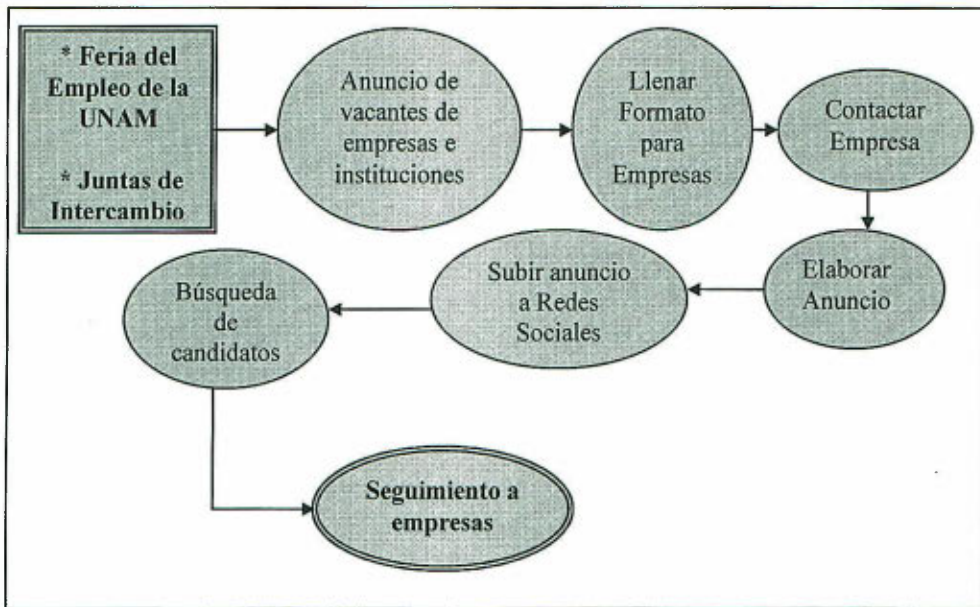 * Feria del
Empleo de la
UNAM
* Juntas de
Intercambio
Anuncio de
vacantes de
empresas e
instituciones
Llenar
Formato
para
Empresas
Contactar
Empresa
Elaborar
Anuncio
Subir anuncio
a Redes
Sociales
Búsqueda
de
candidatos
Seguimiento a
empresas